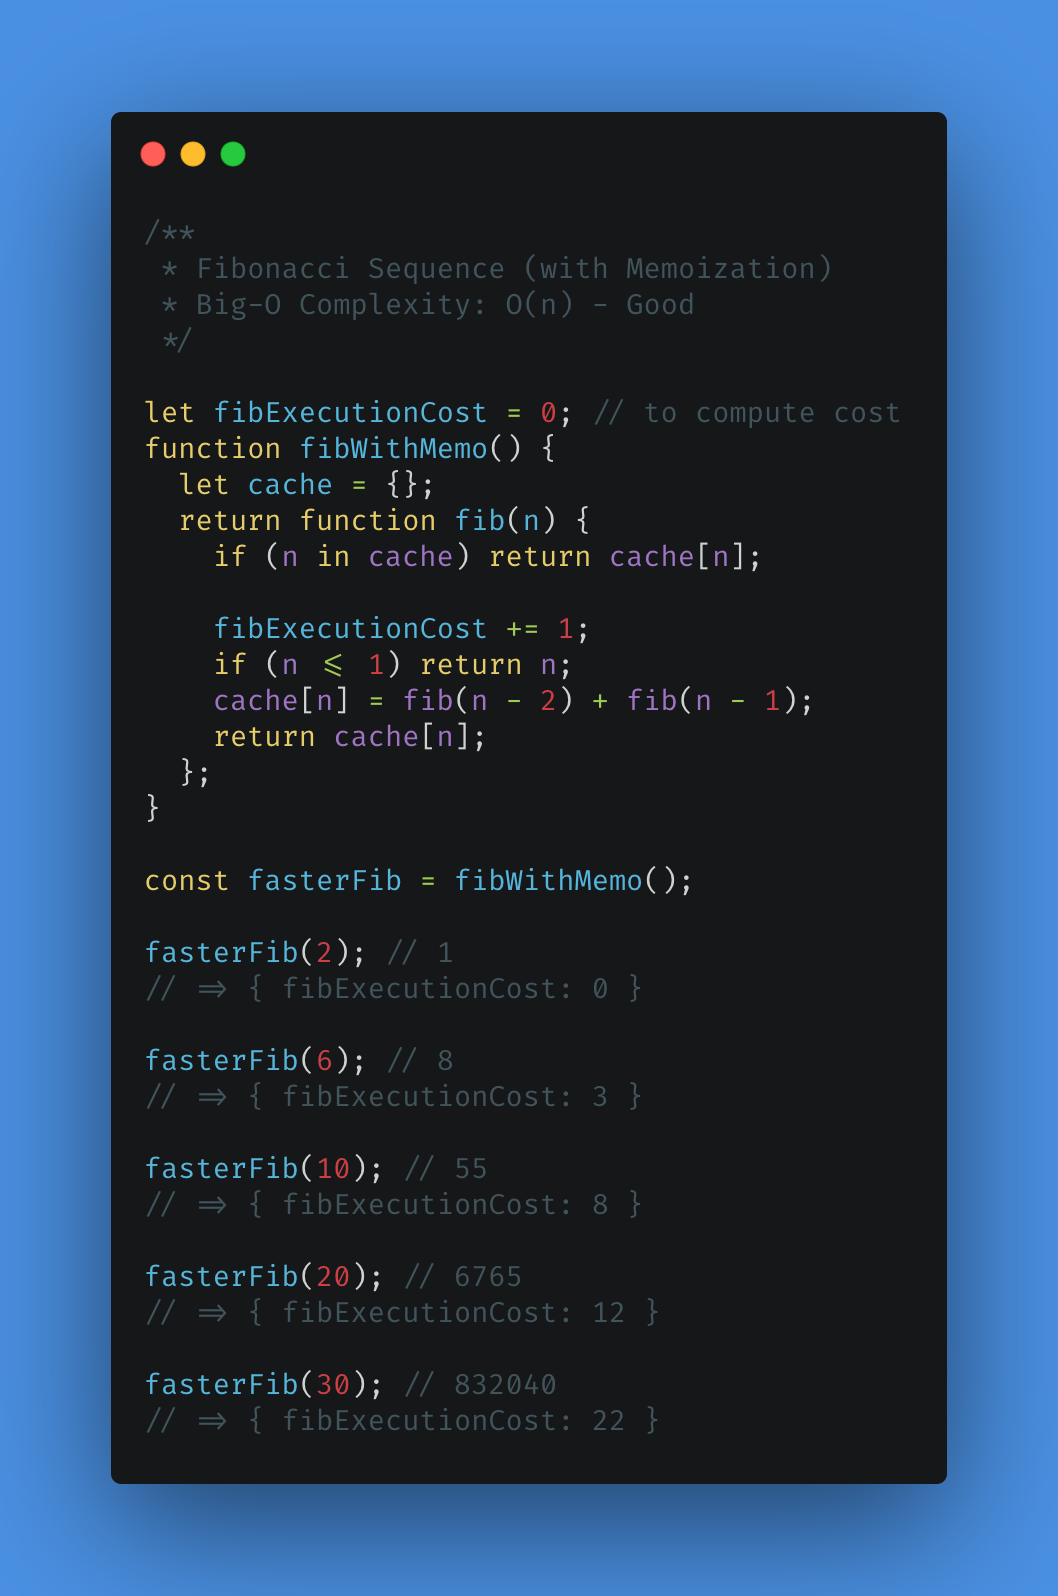 /**
 * Fibonacci Sequence (with Memoization)
 * Big-O Complexity: O(n) - Good
 */
let fibExecutionCost = 0; // to compute cost
function fibWithMemo() {
  let cache = {};
  return function fib(n) {
    if (n in cache) return cache[n];
    fibExecutionCost += 1;
    if (n <= 1) return n;
    cache[n] = fib(n - 2) + fib(n - 1);
    return cache[n];
  };
}
const fasterFib = fibWithMemo();
fasterFib(2); // 1
// => { fibExecutionCost: 0 }
fasterFib(6); // 8
// => { fibExecutionCost: 3 }
fasterFib(10); // 55
// => { fibExecutionCost: 8 }
fasterFib(20); // 6765
// => { fibExecutionCost: 12 }
fasterFib(30); // 832040
// => { fibExecutionCost: 22 }